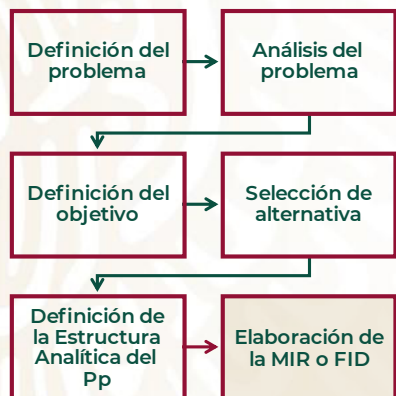 Definición del
problema
Análisis del
problema
Definición del
objetivo
Selección de
alternativa
Definición de
la Estructura
Analítica del
Pp
Elaboración de
la MIR o FID